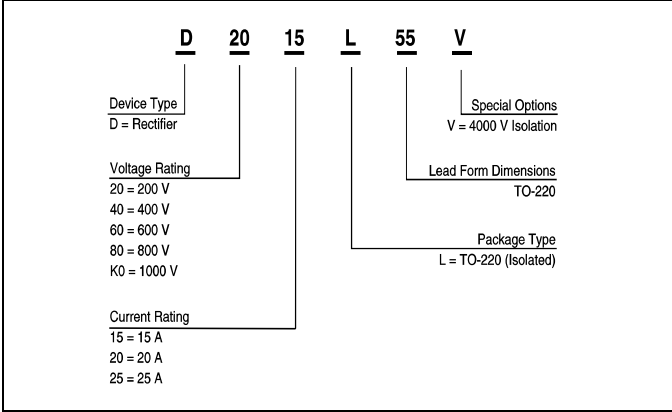 D 20 15 L 55 V
Device Type
D = Rectifier
Voltage Rating
20 = 200 V
40 = 400 V
60 = 600 V
80 = 800 V
K0 = 1000 V
Current Rating
15 = 15 A
20 = 20 A
25 = 25 A
Special Options
V = 4000 V Isolation
Lead Form Dimensions
TO-220
Package Type
L = TO-220 (Isolated)